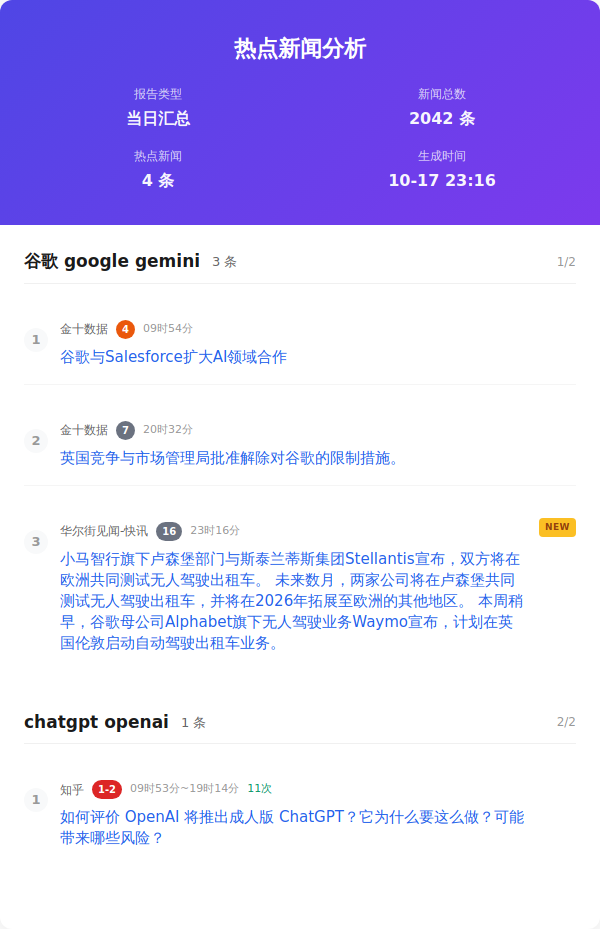 热点新闻分析
报告类型
当日汇总
新闻总数
2042 条
热点新闻
4 条
生成时间
10-17 23:16
谷歌 google gemini 3 条 1/2
1
金十数据 4 09时54分
谷歌与Salesforce扩大AI领域合作
2
金十数据 7 20时32分
英国竞争与市场管理局批准解除对谷歌的限制措施。
3
华尔街见闻-快讯 16 23时16分 NEW
小马智行旗下卢森堡部门与斯泰兰蒂斯集团Stellantis宣布，双方将在
欧洲共同测试无人驾驶出租车。 未来数月，两家公司将在卢森堡共同
测试无人驾驶出租车，并将在2026年拓展至欧洲的其他地区。 本周稍
早，谷歌母公司Alphabet旗下无人驾驶业务Waymo宣布，计划在英
国伦敦启动自动驾驶出租车业务。
chatgpt openai 1 条 2/2
1
知乎 1-2 09时53分~19时14分 11次
如何评价 OpenAI 将推出成人版 ChatGPT？它为什么要这么做？可能
带来哪些风险？